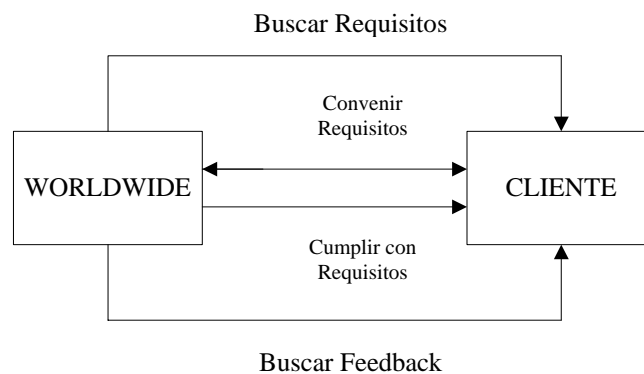 Buscar Requisitos
Convenir
Requisitos
WORLDWIDE
CLIENTE
Cumplir con
Requisitos
Buscar Feedback